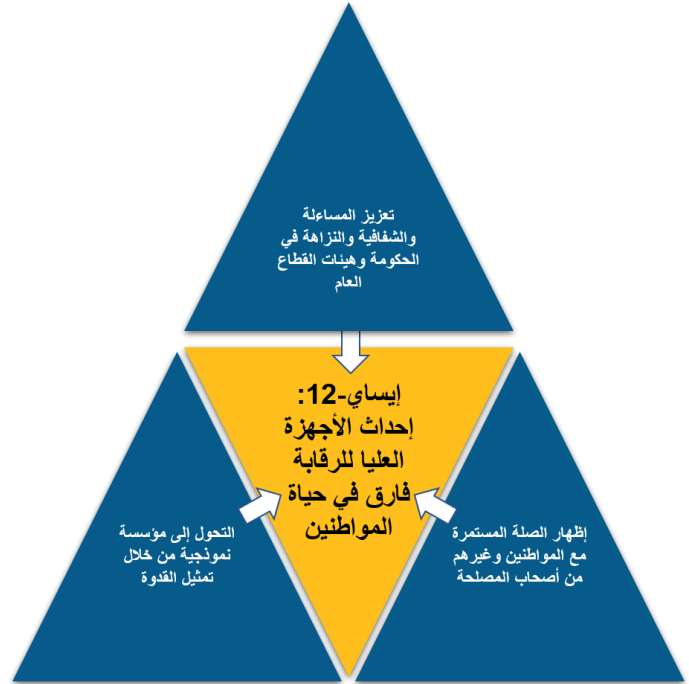 تعزيز المساءلة
والشفافية والنزاهة في
الحكومة وهيئات القطاع
العام
إيساي-12:
إحداث الأجهزة
العليا للرقابة
فارق في حياة
المواطنين
إظهار الصلة المستمرة
مع المواطنين وغيرهم
من أصحاب المصلحة
التحول إلى مؤسسة
نموذجية من خلال
تمثيل القدوة